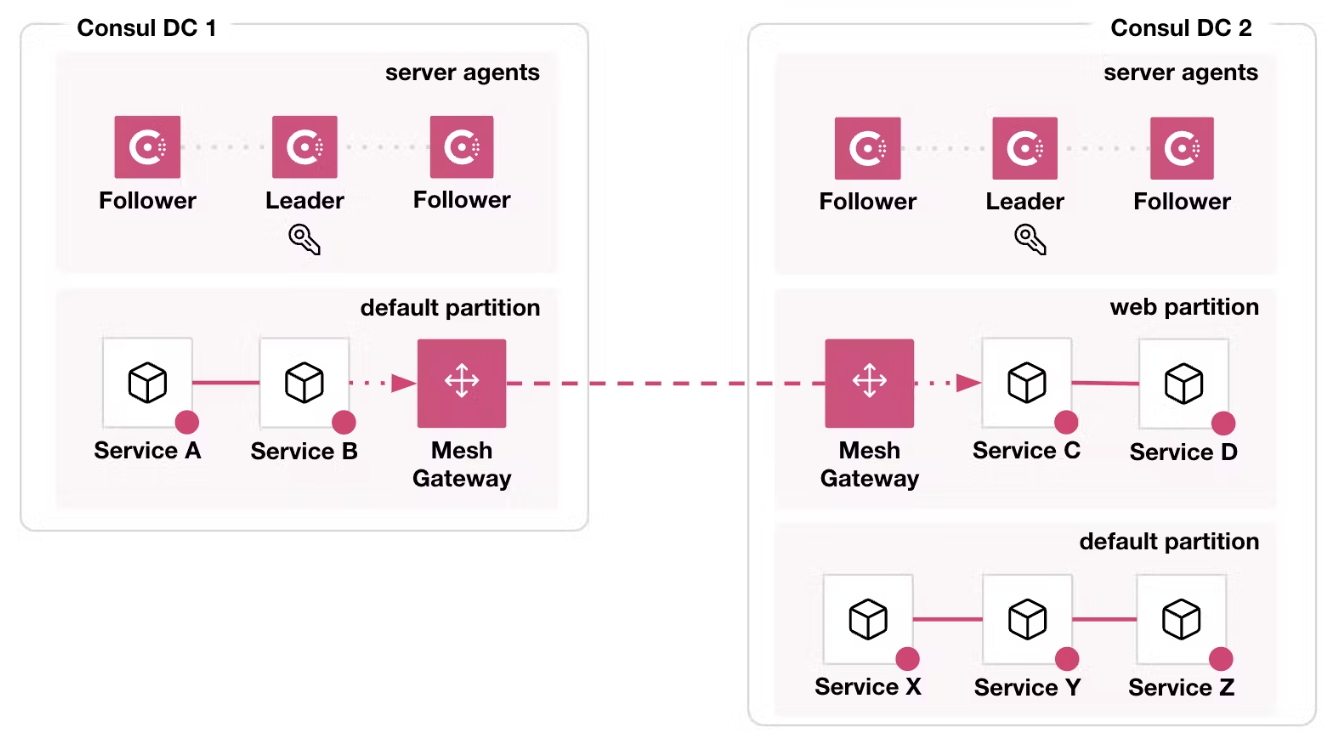 Consul DC 1
server agents
Follower
Leader
Follower
default partition
Service A
Service B
Mesh
Gateway
Consul DC 2
server agents
Follower
Leader
Follower
web partition
Mesh
Gateway
Service C
Service D
default partition
Service X
Service Y
Service Z